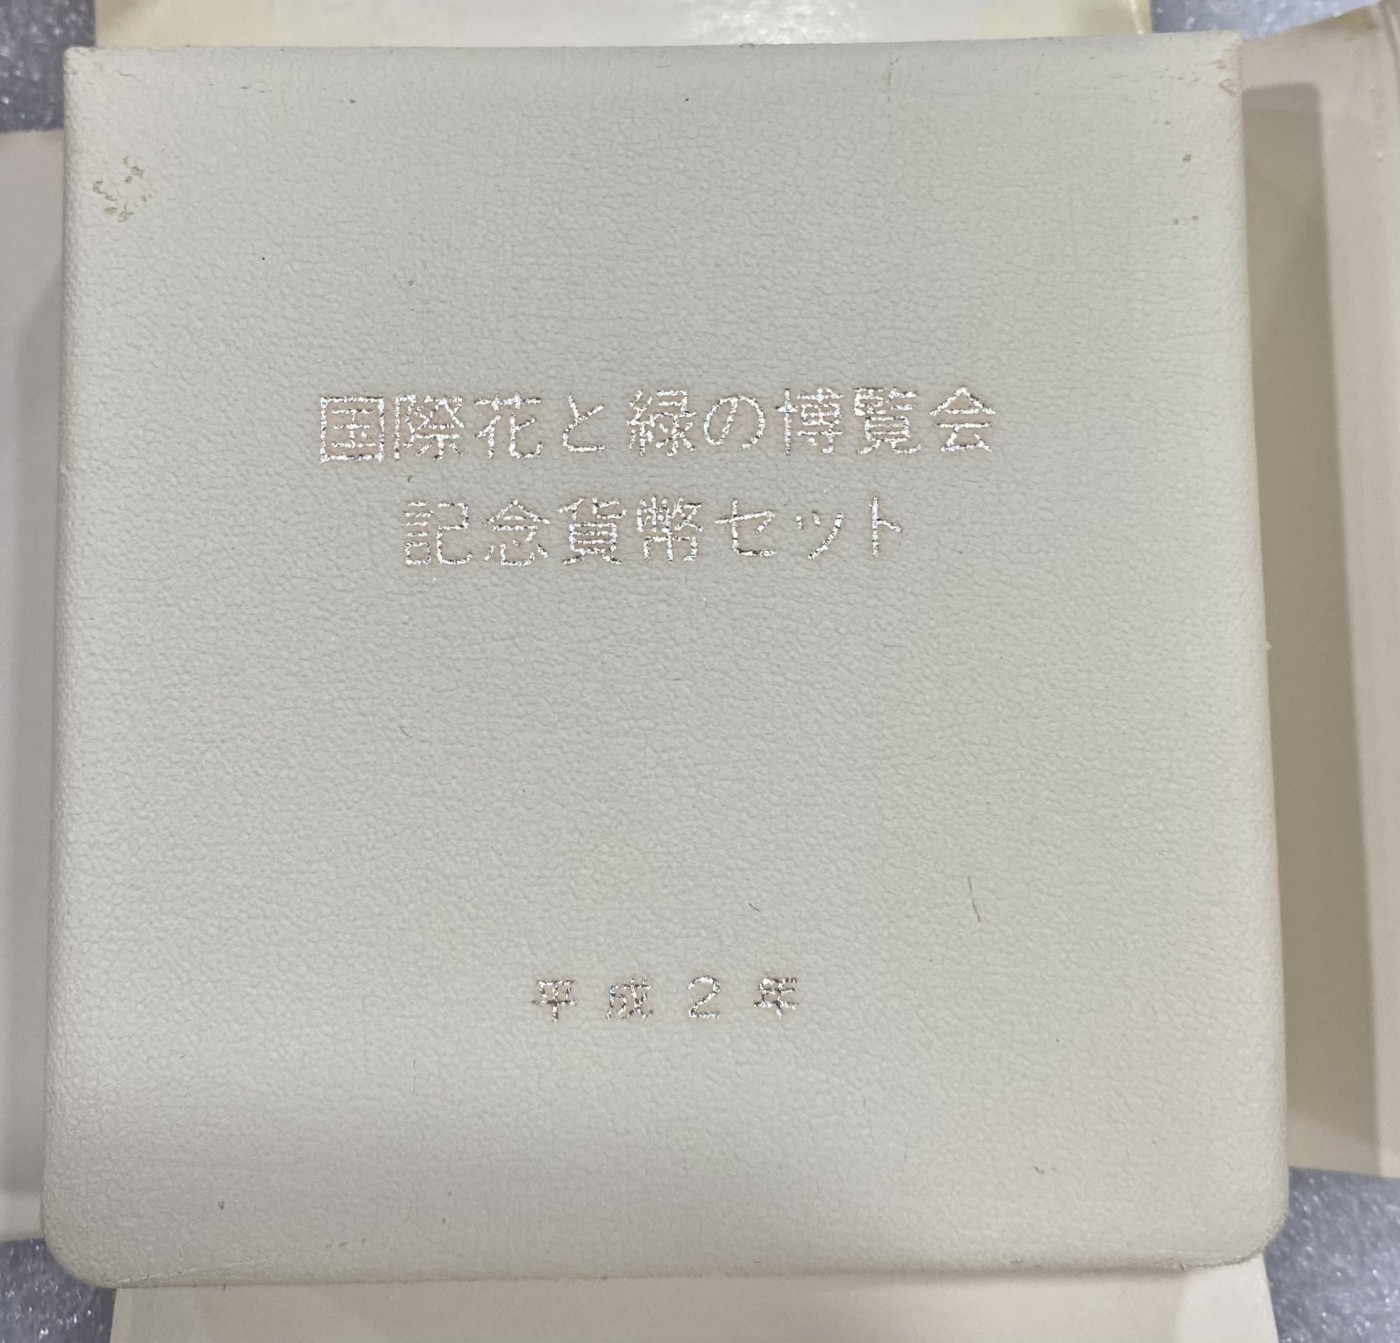 国際花と緑の博覧会
記念貨幣セット
平成2年